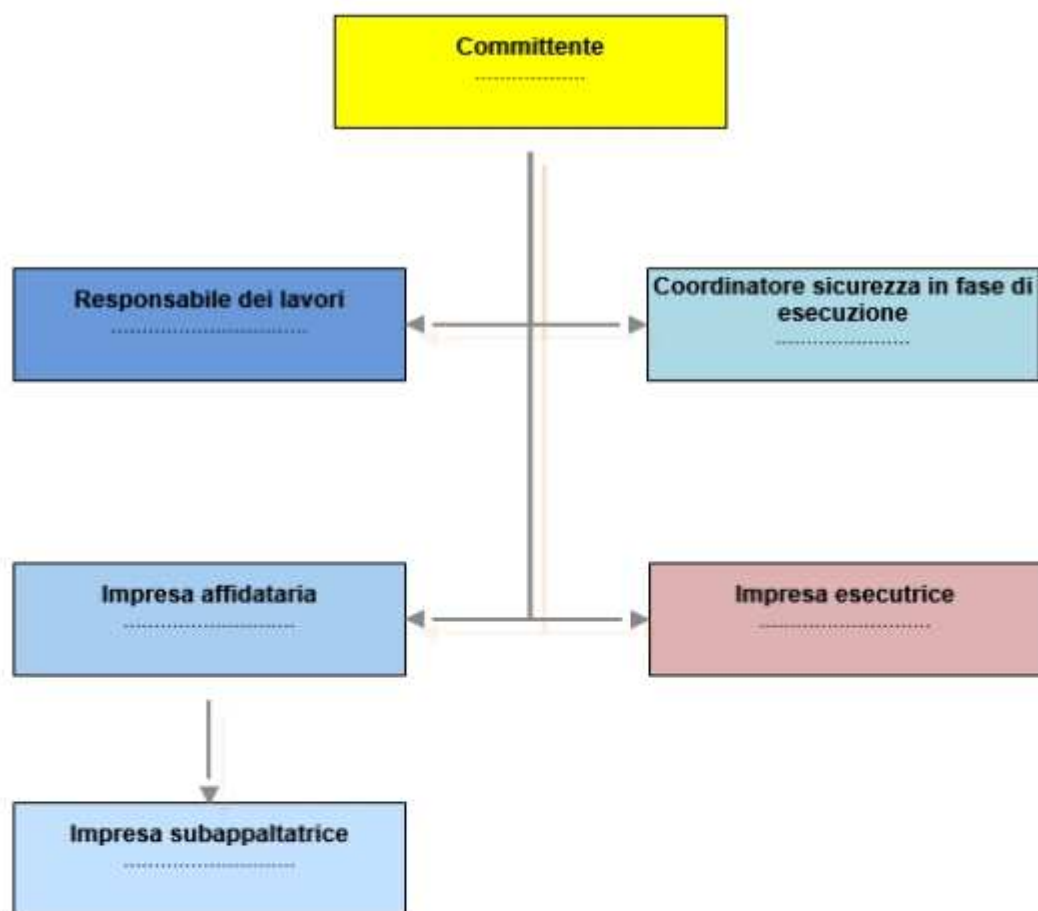 Committente
..................
Responsabile dei lavori
................................
Coordinatore sicurezza in fase di
esecuzione
......................
Impresa affidataria
............................
Impresa esecutrice
............................
Impresa subappaltatrice
............................